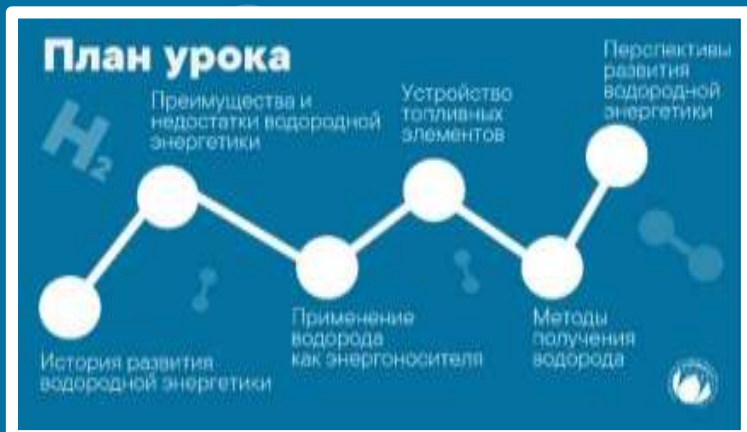 План урока
H₂
Преимущества и
недостатки водородной
энергетики
Устройство
топливных
элементов
Перспективы
развития
водородной
энергетики
История развития
водородной энергетики
Применение
водорода
как энергоносителя
Методы
получения
водорода